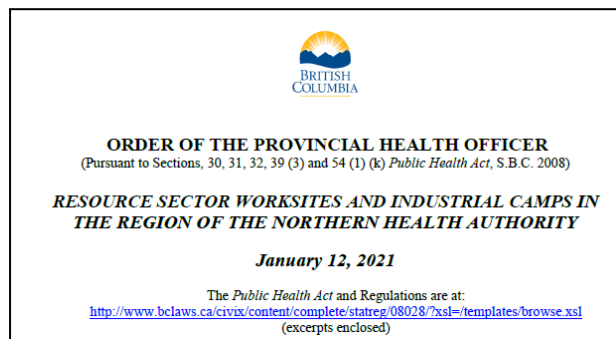 BRITISH
COLUMBIA
ORDER OF THE PROVINCIAL HEALTH OFFICER
(Pursuant to Sections, 30, 31, 32, 39 (3) and 54 (1) (k) Public Health Act, S.B.C. 2008)
RESOURCE SECTOR WORKSITES AND INDUSTRIAL CAMPS IN
THE REGION OF THE NORTHERN HEALTH AUTHORITY
January 12, 2021
The Public Health Act and Regulations are at:
http://www.bclaws.ca/civix/content/complete/statreg/08028/?xsl=/templates/browse.xsl
(excerpts enclosed)